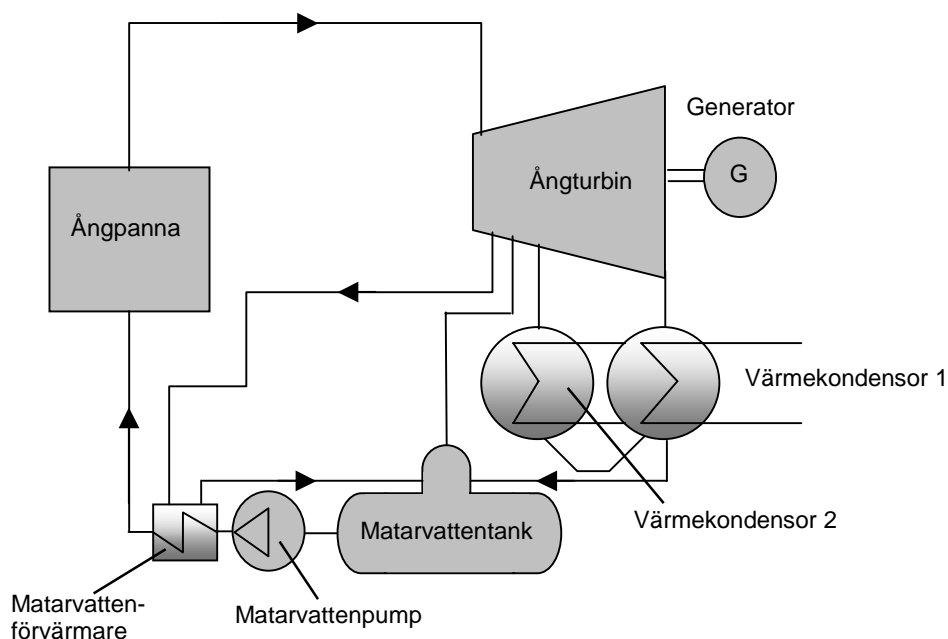 Generator
G
Ångturbin
Ångpanna
Värmekondensor 1
Värmekondensor 2
Matarvattentank
Matarvatten-
förvärmare
Matarvattenpump